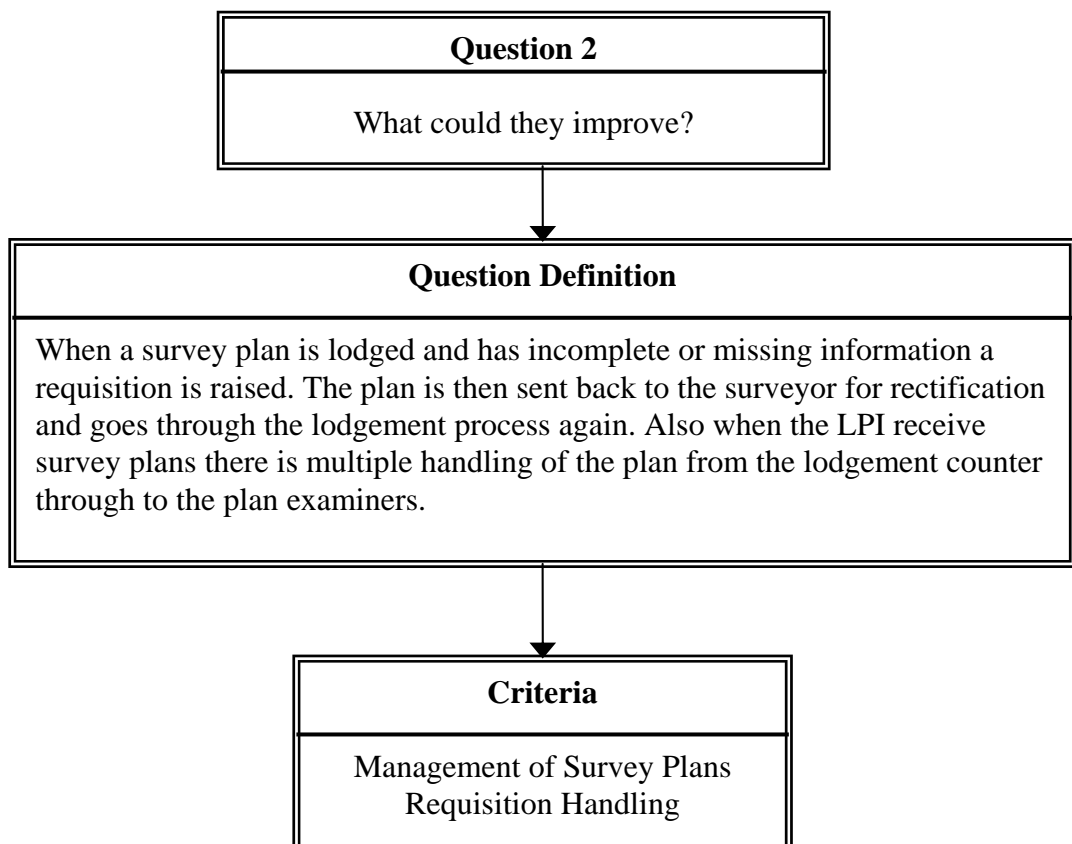 Question 2
What could they improve?
Question Definition
When a survey plan is lodged and has incomplete or missing information a
requisition is raised. The plan is then sent back to the surveyor for rectification
and goes through the lodgement process again. Also when the LPI receive
survey plans there is multiple handling of the plan from the lodgement counter
through to the plan examiners.
Criteria
Management of Survey Plans
Requisition Handling